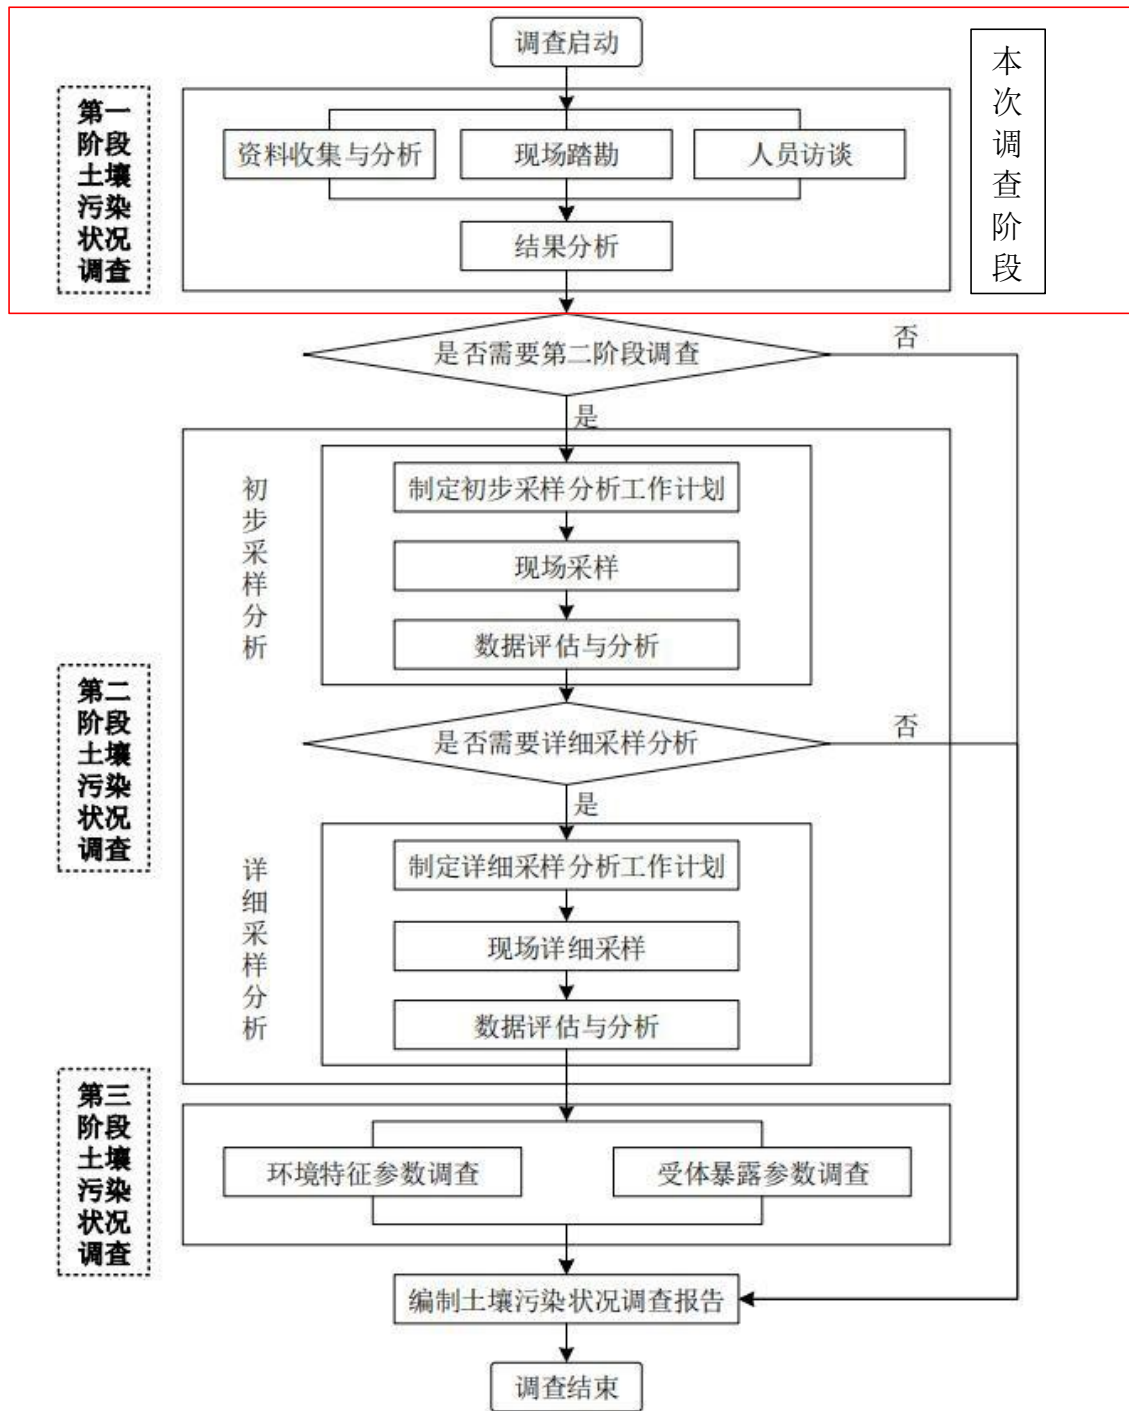 调查启动
本次调查阶段
第一
阶段
土壤
污染
状况
调查
资料收集与分析
现场踏勘
人员访谈
结果分析
是否需要第二阶段调查
否
是
初步采样分析
制定初步采样分析工作计划
现场采样
数据评估与分析
第二
阶段
土壤
污染
状况
调查
是否需要详细采样分析
否
是
详细采样分析
制定详细采样分析工作计划
现场详细采样
数据评估与分析
第三
阶段
土壤
污染
状况
调查
环境特征参数调查
受体暴露参数调查
编制土壤污染状况调查报告
调查结束